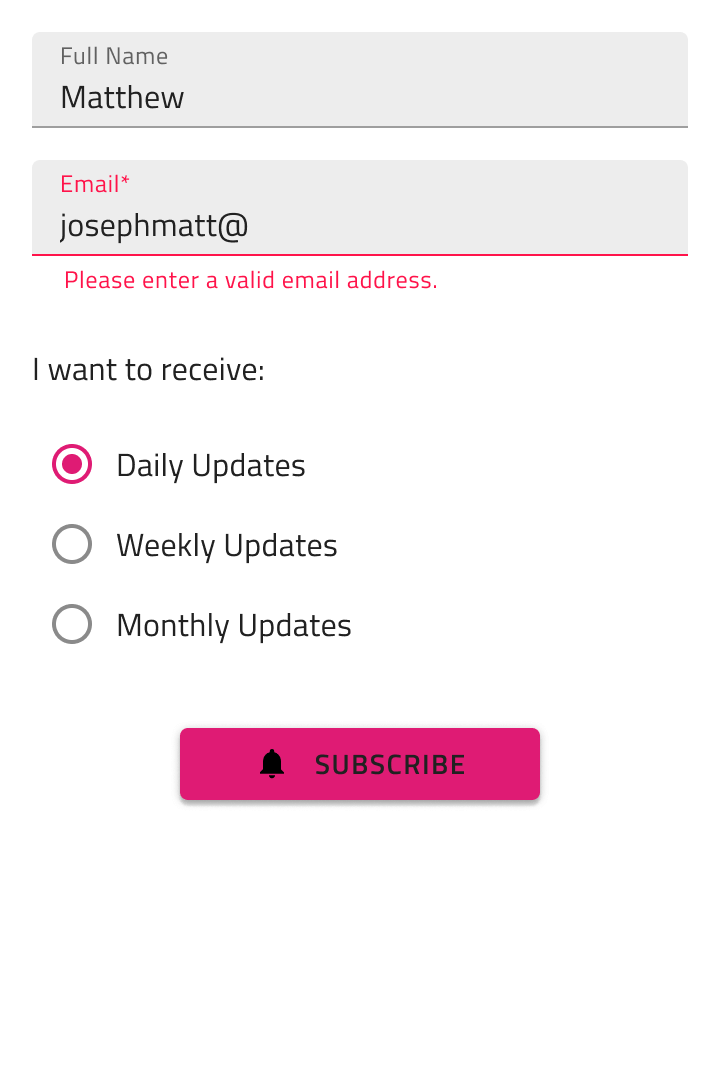 Full Name
Matthew
Email*
josephmatt@
Please enter a valid email address.
I want to receive:
Daily Updates
Weekly Updates
Monthly Updates
SUBSCRIBE